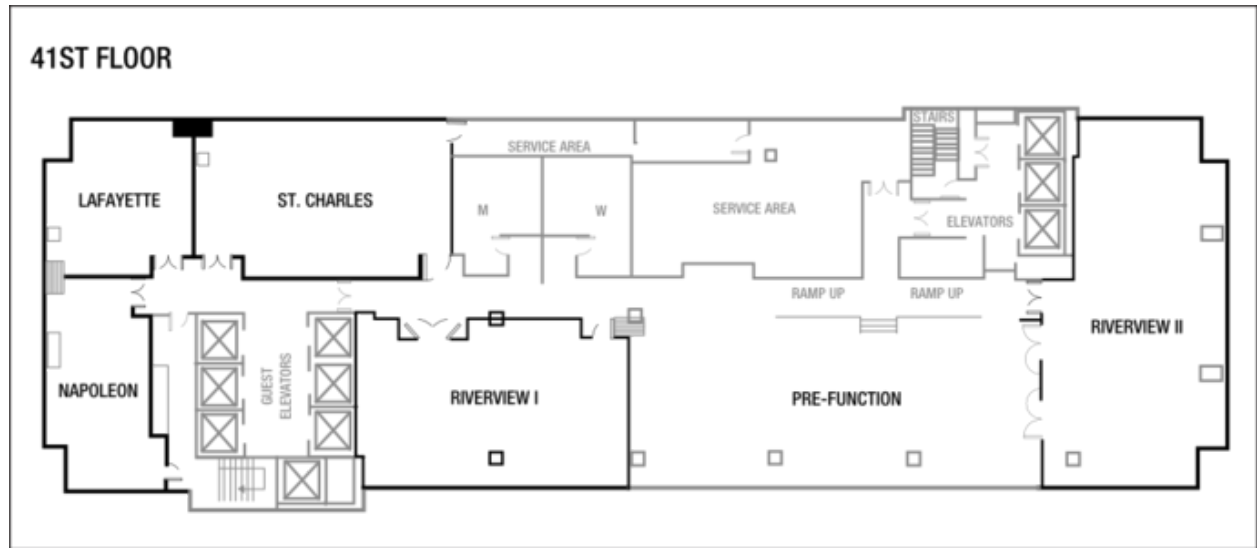 41ST FLOOR
STAIRS
SERVICE AREA
LAFAYETTE
ST. CHARLES
M
W
SERVICE AREA
ELEVATORS
RAMP UP
RAMP UP
RIVERVIEW II
NAPOLEON
GUEST
ELEVATORS
RIVERVIEW I
PRE-FUNCTION